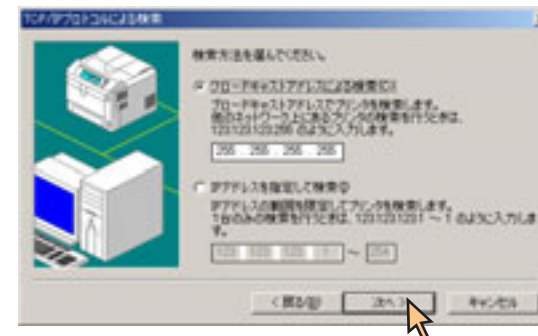 TCP/IPプロトコルによる検索
検索方法を選んでください。
ブロードキャストアドレスによる検索(C)
ブロードキャストアドレスでプリンタを検索します。
他のネットワーク上にあるプリンタの検索を行うときは、
123.123.123.255 のように入力します。
255 . 255 . 255 . 255
IPアドレスを指定して検索(I)
IPアドレスの範囲を限定してプリンタを検索します。
1台のみの検索を行うときは、123.123.123.1 ～ 1 のように入力しま
す。
～ 254
< 戻る(B)
次へ >
キャンセル